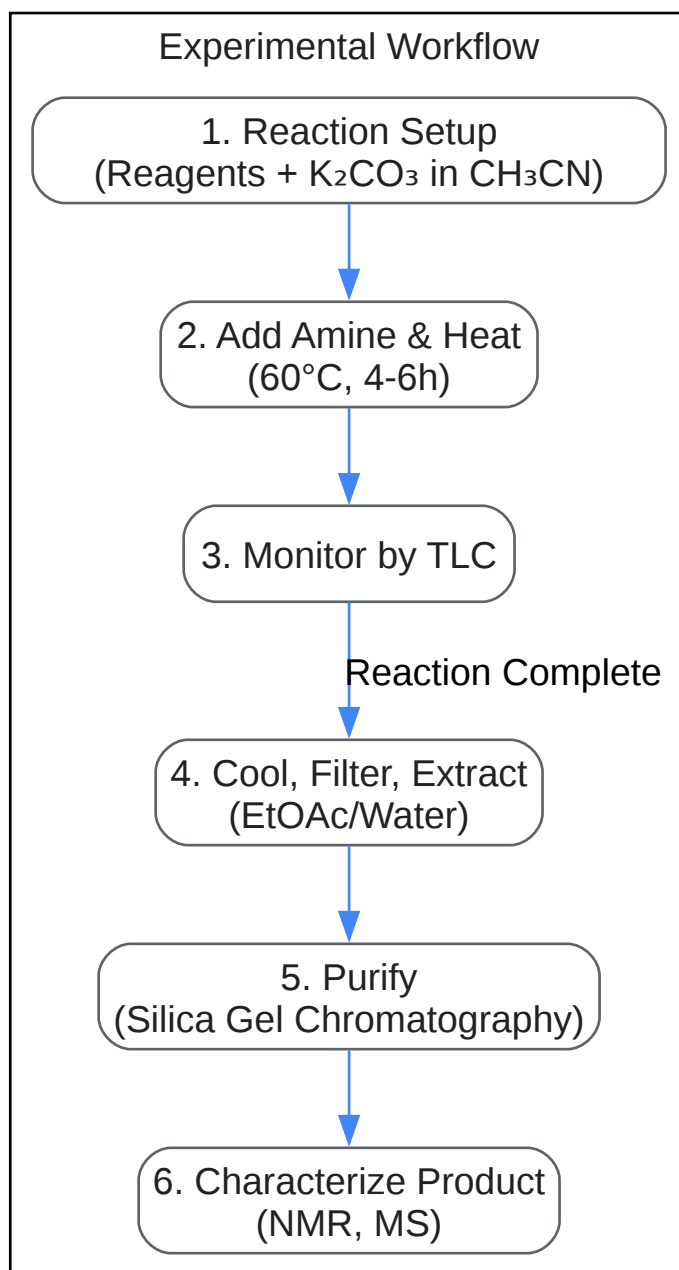 Experimental Workflow
1. Reaction Setup
(Reagents + K₂CO₃ in CH₃CN)
2. Add Amine & Heat
(60°C, 4-6h)
3. Monitor by TLC
Reaction Complete
4. Cool, Filter, Extract
(EtOAc/Water)
5. Purify
(Silica Gel Chromatography)
6. Characterize Product
(NMR, MS)